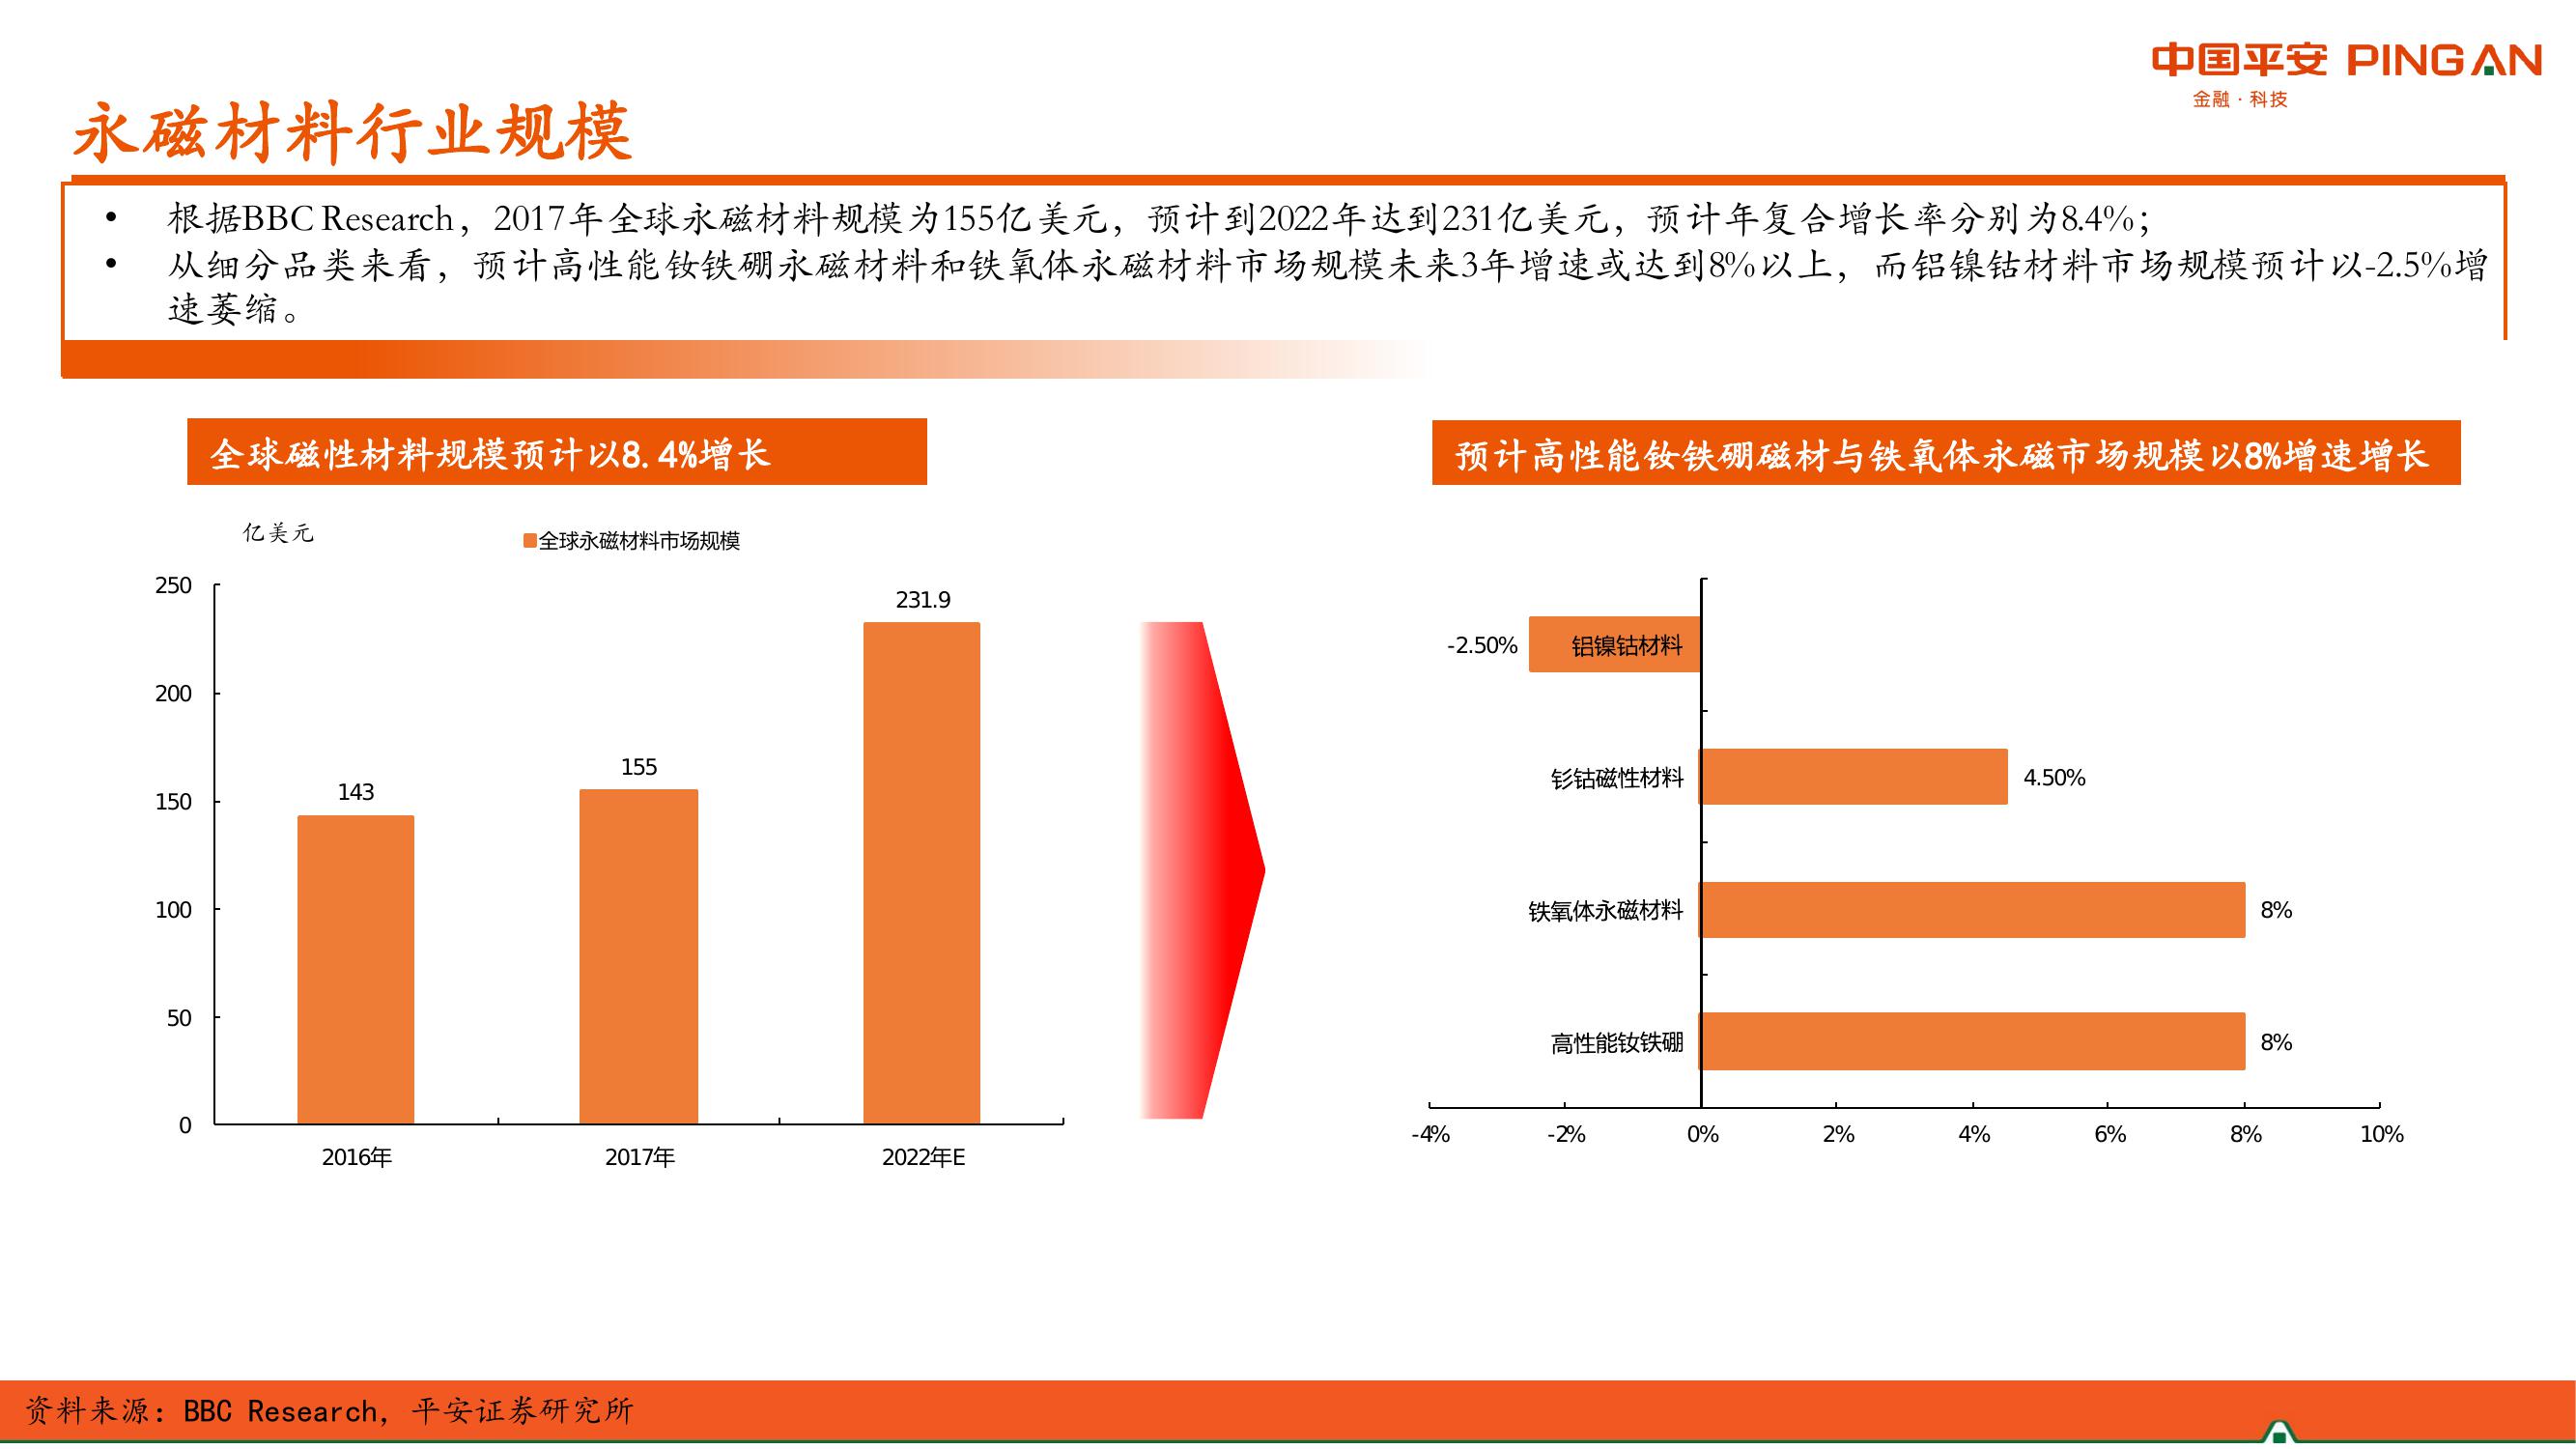 中国平安 PING AN
金融·科技
永磁材料行业规模
• 根据BBC Research，2017年全球永磁材料规模为155亿美元，预计到2022年达到231亿美元，预计年复合增长率分别为8.4%；
• 从细分品类来看，预计高性能钕铁硼永磁材料和铁氧体永磁材料市场规模未来3年增速或达到8%以上，而铝镍钴材料市场规模预计以-2.5%增
速萎缩。
全球磁性材料规模预计以8.4%增长
亿美元
全球永磁材料市场规模
250
200
150
100
50
0
143
155
231.9
2016年
2017年
2022年E
预计高性能钕铁硼磁材与铁氧体永磁市场规模以8%增速增长
-2.50%
铝镍钴材料
钐钴磁性材料
4.50%
铁氧体永磁材料
8%
高性能钕铁硼
8%
-4%
-2%
0%
2%
4%
6%
8%
10%
资料来源：BBC Research，平安证券研究所